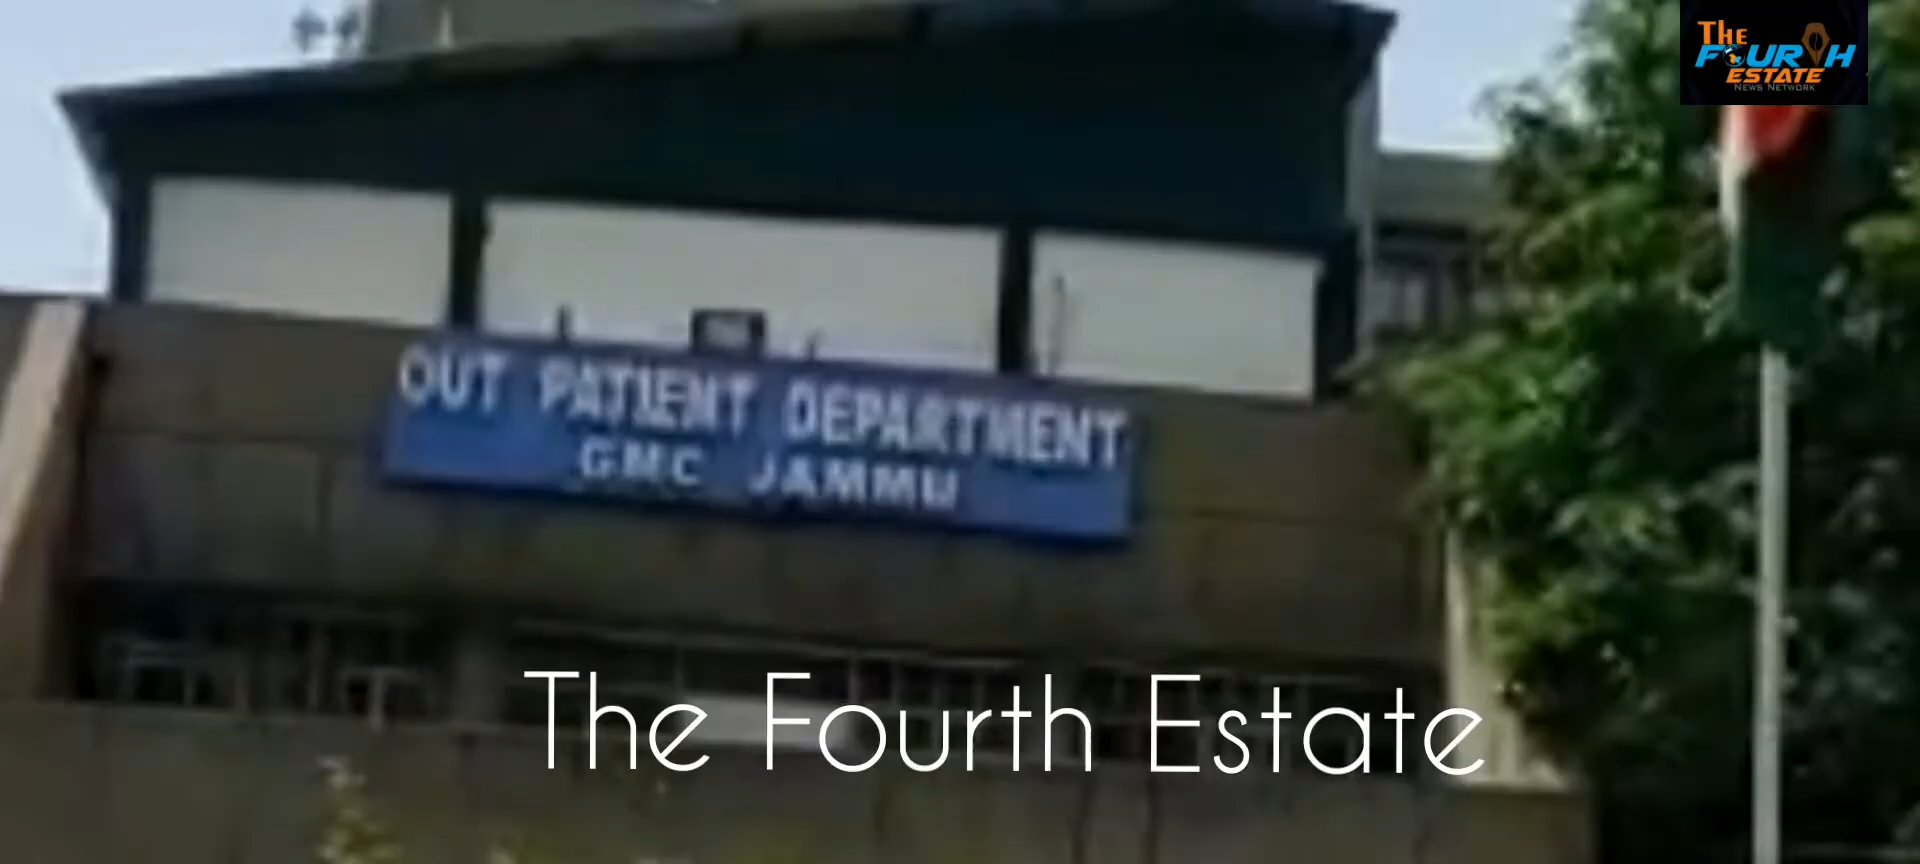 The
FOURTH
ESTATE
NEWS NETWORK
OUT PATIENT DEPARTMENT
GMC JAMMU
The Fourth Estate